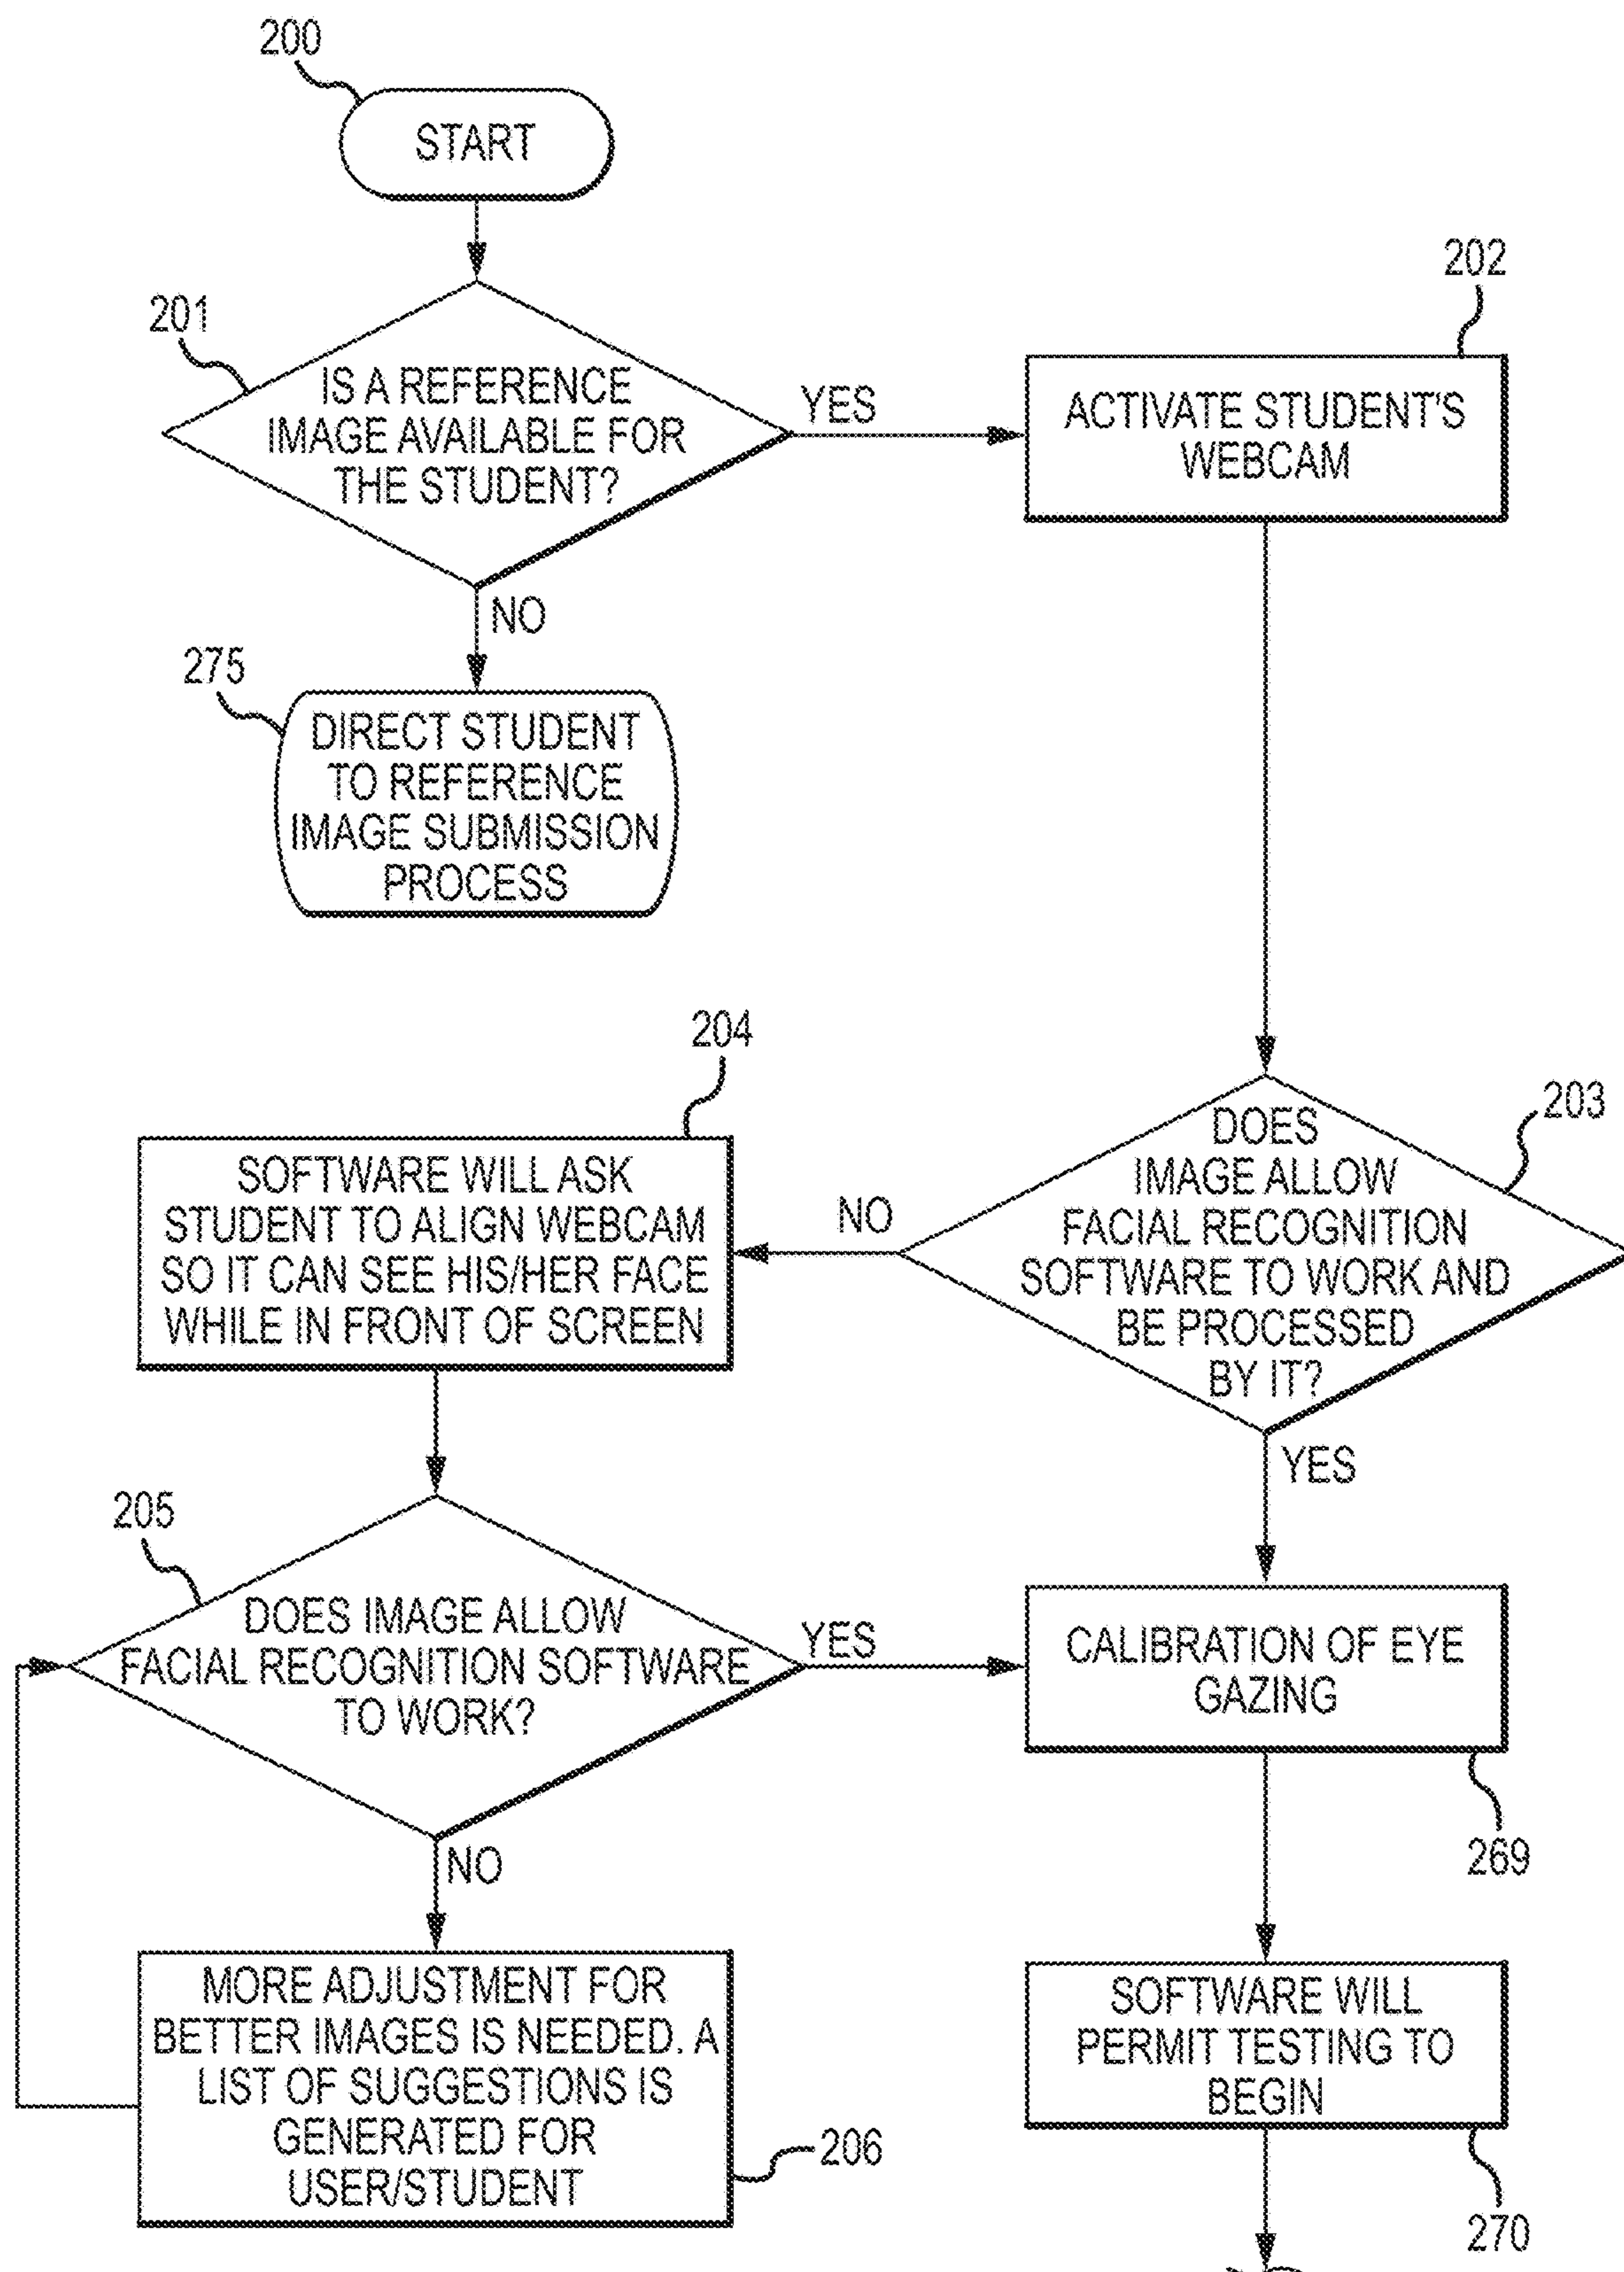 200
START
201
IS A REFERENCE
IMAGE AVAILABLE FOR
THE STUDENT?
YES
202
ACTIVATE STUDENT'S
WEBCAM
NO
275
DIRECT STUDENT
TO REFERENCE
IMAGE SUBMISSION
PROCESS
203
DOES
IMAGE ALLOW
FACIAL RECOGNITION
SOFTWARE TO WORK AND
BE PROCESSED
BY IT?
NO
204
SOFTWARE WILL ASK
STUDENT TO ALIGN WEBCAM
SO IT CAN SEE HIS/HER FACE
WHILE IN FRONT OF SCREEN
YES
205
DOES IMAGE ALLOW
FACIAL RECOGNITION SOFTWARE
TO WORK?
YES
CALIBRATION OF EYE
GAZING
269
NO
MORE ADJUSTMENT FOR
BETTER IMAGES IS NEEDED. A
LIST OF SUGGESTIONS IS
GENERATED FOR
USER/STUDENT
206
SOFTWARE WILL
PERMIT TESTING TO
BEGIN
270